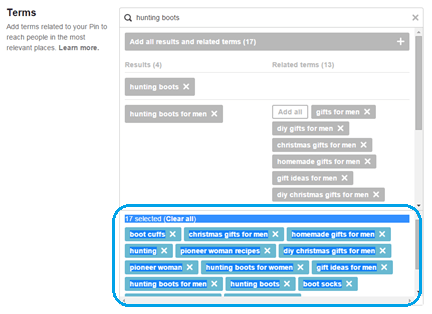 Terms
Add terms related to your Pin to
reach people in the most
relevant places. Learn more.
hunting boots
Add all results and related terms (17)
Results (4)
Related terms (13)
hunting boots
hunting boots for men
Add all
gifts for men
diy gifts for men
christmas gifts for men
homemade gifts for men
gift ideas for men
diy christmas gifts for men
17 selected (Clear all)
boot cuffs christmas gifts for men homemade gifts for men
hunting pioneer woman recipes diy christmas gifts for men
pioneer woman hunting boots for women gift ideas for men
hunting boots for men hunting boots boot socks